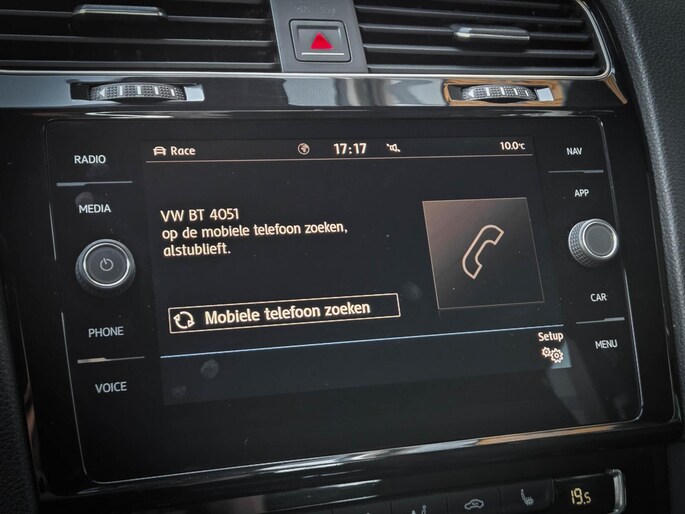 Race 17:17 10.0°C
RADIO
MEDIA
PHONE
VOICE
VW BT 4051
op de mobiele telefoon zoeken,
alstublieft.
Mobiele telefoon zoeken
Setup
NAV
APP
CAR
MENU
19.5